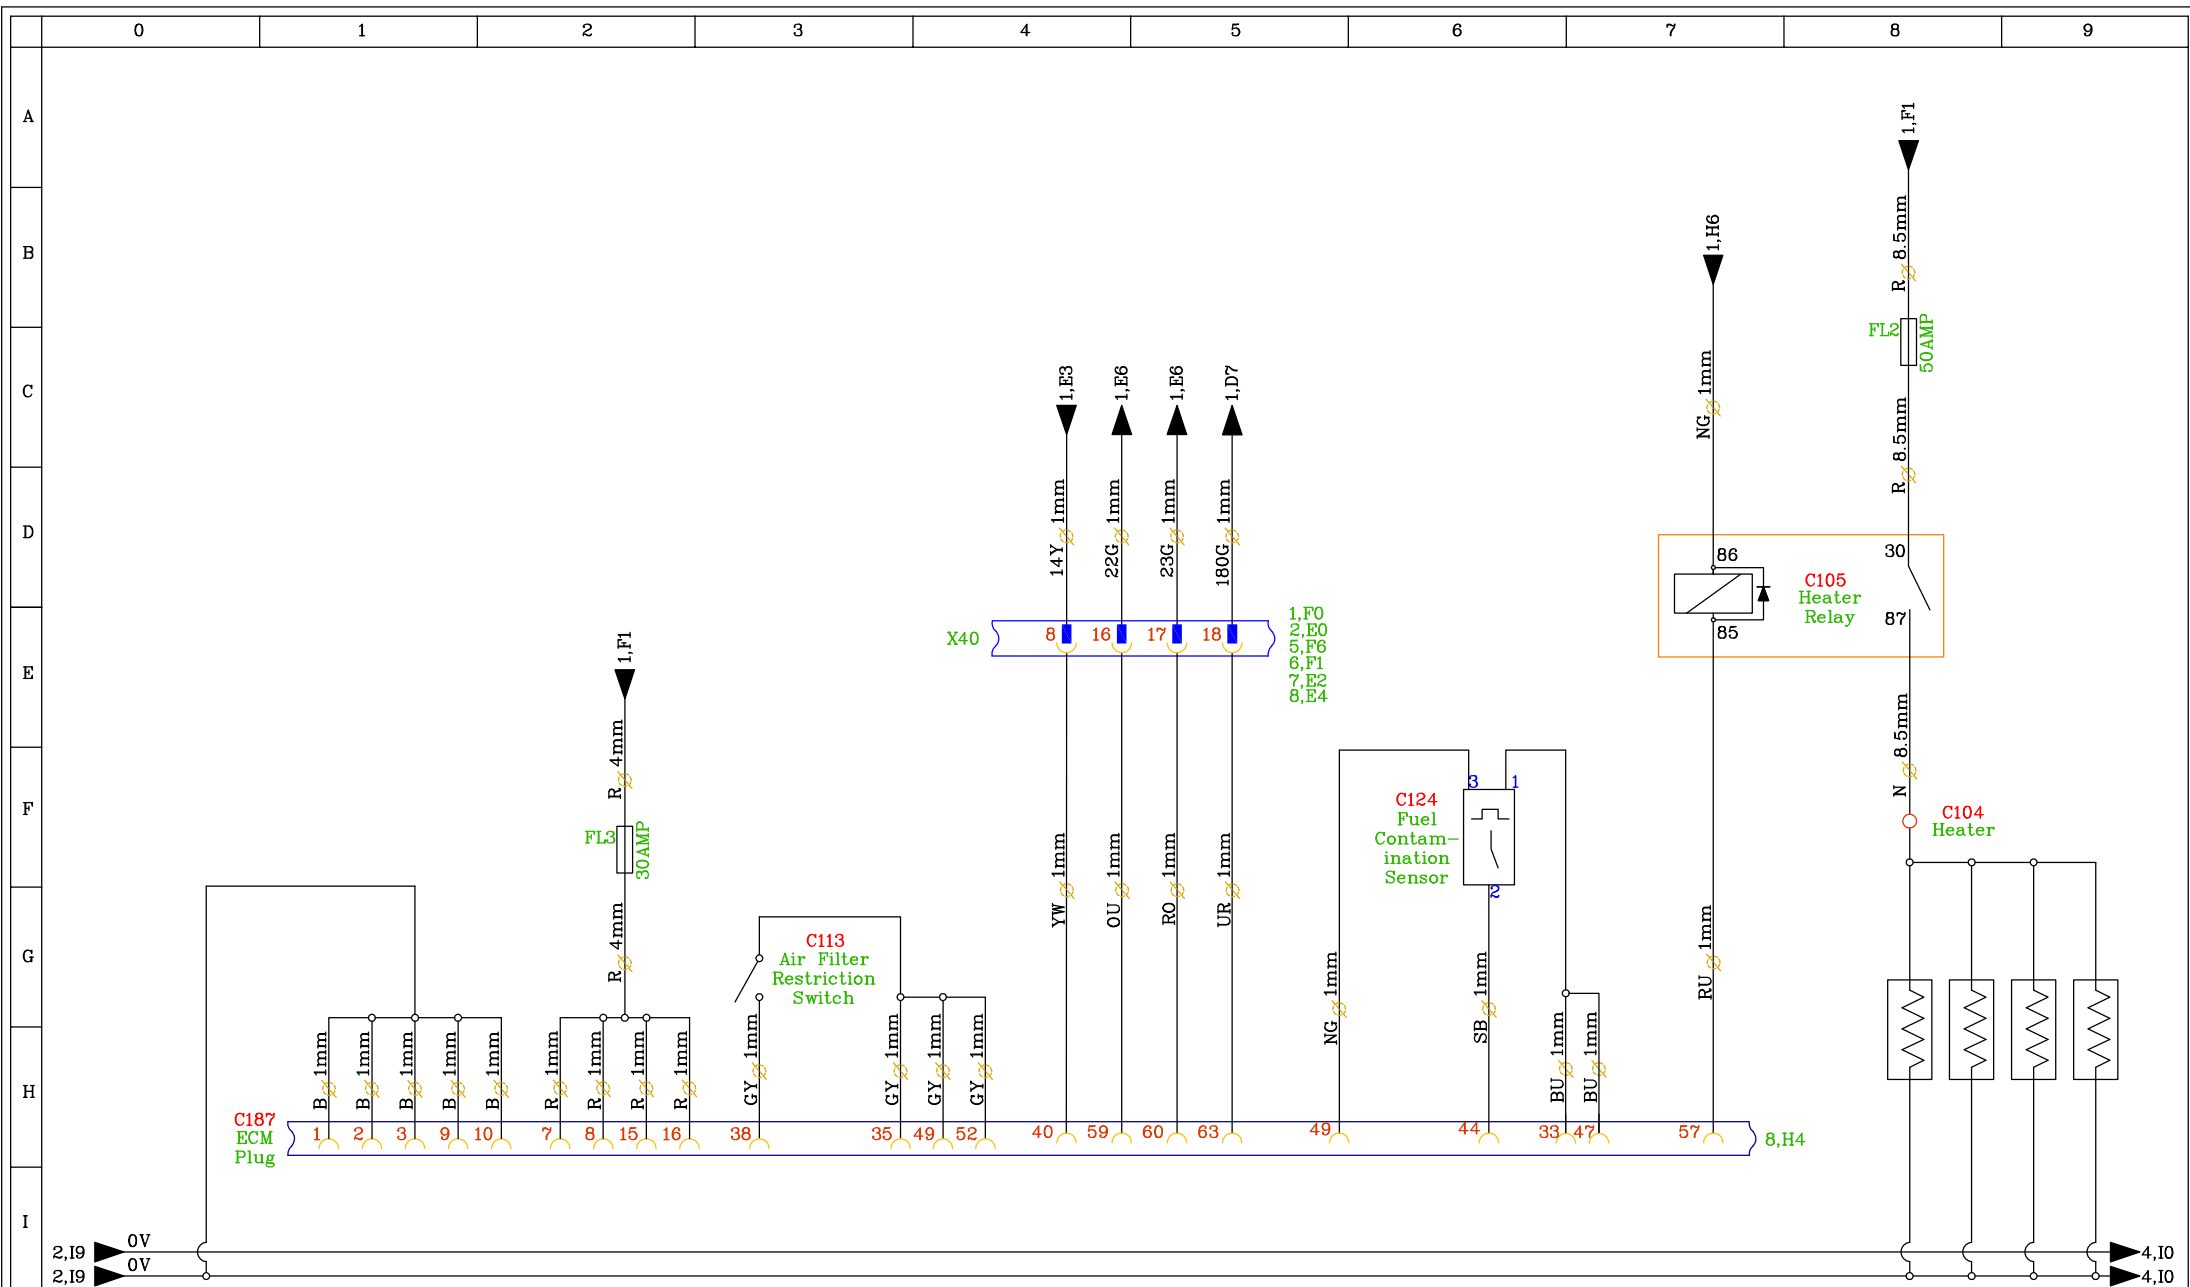 0 1 2 3 4 5 6 7 8 9
A
1,F1
B
1,H6
R 8.5mm
FL2
50AMP
C
1,E3 1,E6 1,E6 1,D7
NG 1mm
R 8.5mm
D
14Y 1mm
22G 1mm
23G 1mm
180G 1mm
86
30
C105
Heater
Relay
87
85
E
1,F1
X40
8 16 17 18
1,F0
2,E0
5,F6
6,F1
7,E2
8,E4
R 4mm
N 8.5mm
F
FL3
30AMP
3 1
C124
Fuel
Contam-
ination
Sensor
2
C104
Heater
YW 1mm
OU 1mm
RO 1mm
UR 1mm
G
R 4mm
C113
Air Filter
Restriction
Switch
NG 1mm
SB 1mm
RU 1mm
H
B 1mm
B 1mm
B 1mm
B 1mm
B 1mm
R 1mm
R 1mm
R 1mm
R 1mm
GY 1mm
GY 1mm
GY 1mm
GY 1mm
BU 1mm
BU 1mm
C187
ECM
Plug
1 2 3 9 10 7 8 15 16 38 35 49 52 40 59 60 63 49 44 33 47 57
8,H4
I
2,I9 0V 4,I0
2,I9 0V 4,I0